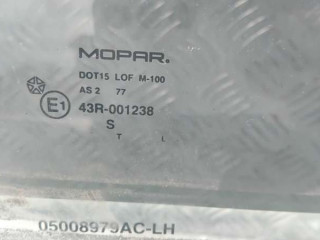 MOPAR.
DOT15 LOF M-100
AS 2 77
E1 43R-001238
S
T L
05008979AC-LH